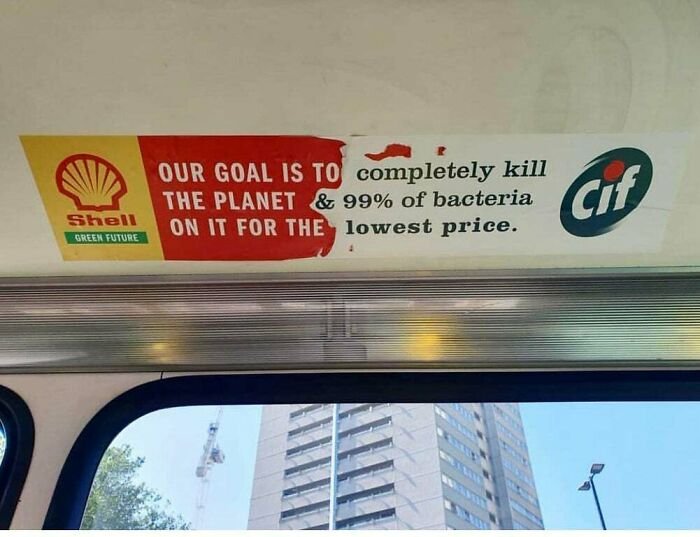 Shell
GREEN FUTURE
OUR GOAL IS TO completely kill
THE PLANET & 99% of bacteria
ON IT FOR THE lowest price.
Cif